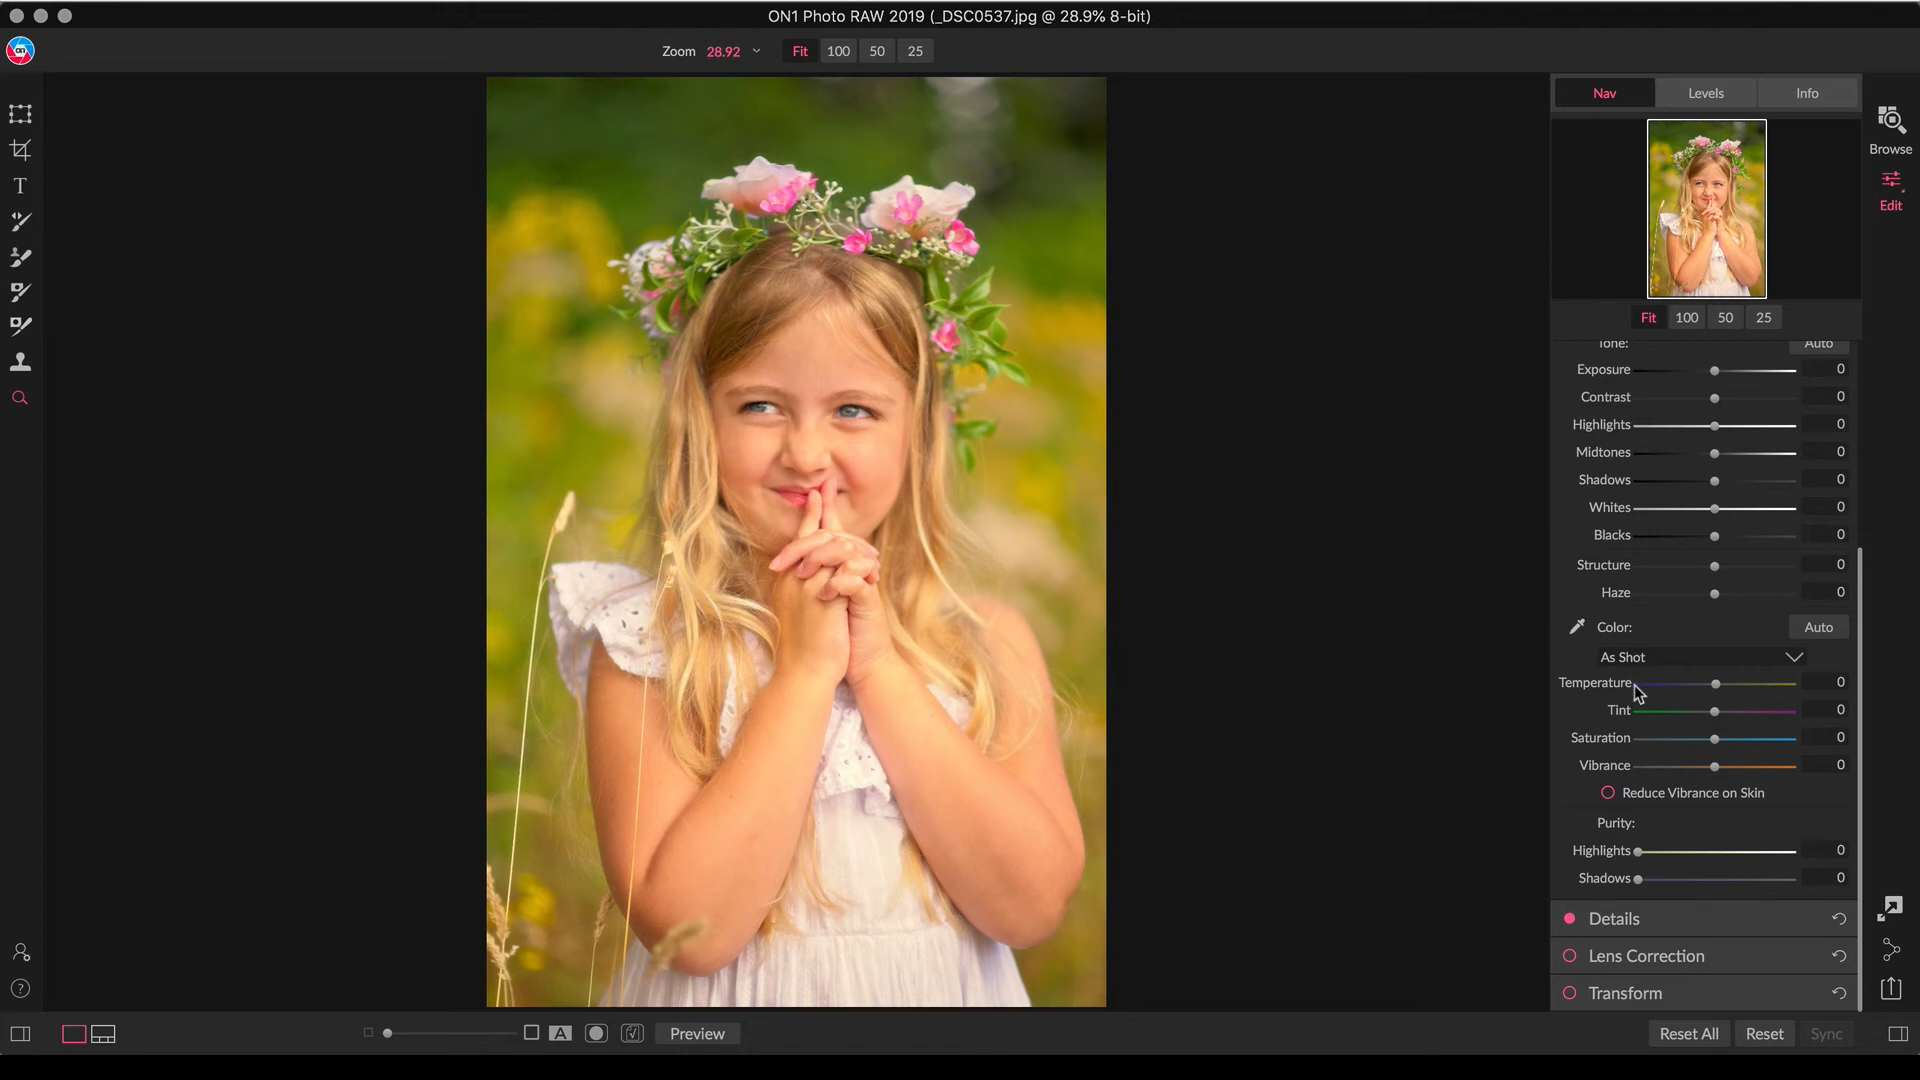 ON1 Photo RAW 2019 (_DSC0537.jpg @ 28.9% 8-bit)
ON
Zoom 28.92 Fit 100 50 25
Nav Levels Info
Browse
Edit
T
Fit 100 50 25
Tone: Auto
Exposure 0
Contrast 0
Highlights 0
Midtones 0
Shadows 0
Whites 0
Blacks 0
Structure 0
Haze 0
Color: Auto
As Shot
Temperature 0
Tint 0
Saturation 0
Vibrance 0
Reduce Vibrance on Skin
Purity:
Highlights 0
Shadows 0
Details
Lens Correction
Transform
?
A Preview Reset All Reset Sync